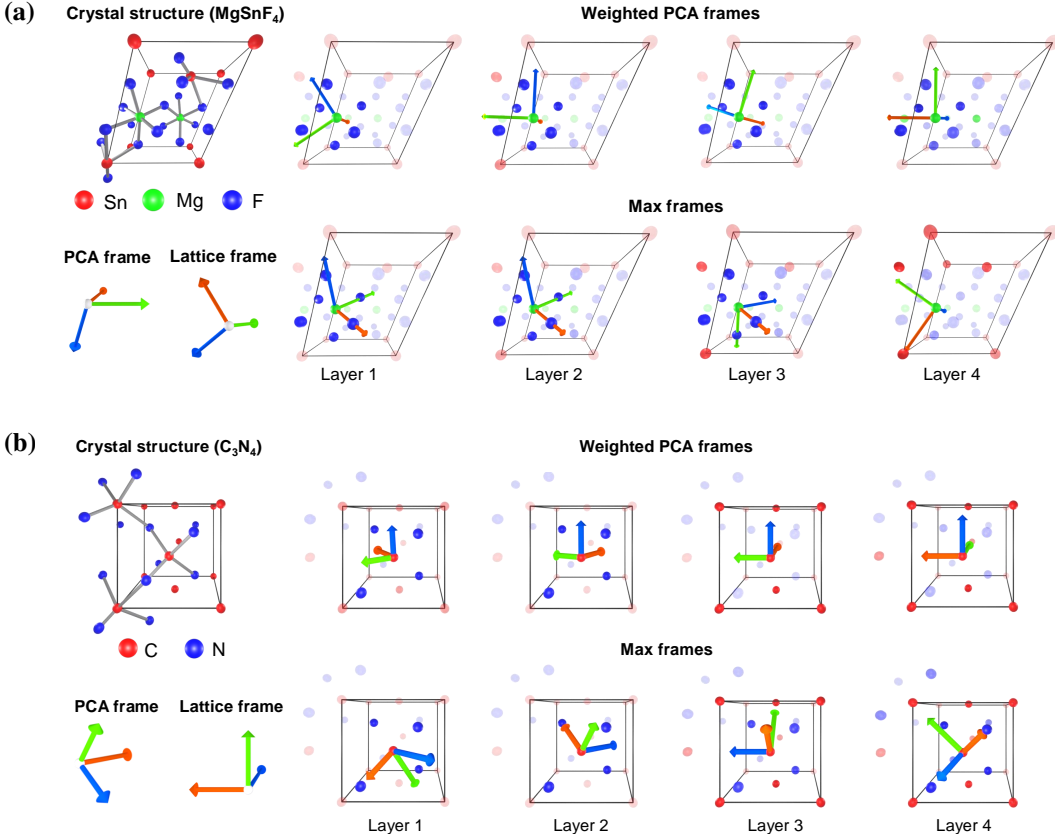 (a)
Crystal structure (MgSnF₄)
Weighted PCA frames
Sn Mg F
Max frames
PCA frame Lattice frame
Layer 1 Layer 2 Layer 3 Layer 4
(b)
Crystal structure (C₃N₄)
Weighted PCA frames
C N
Max frames
PCA frame Lattice frame
Layer 1 Layer 2 Layer 3 Layer 4